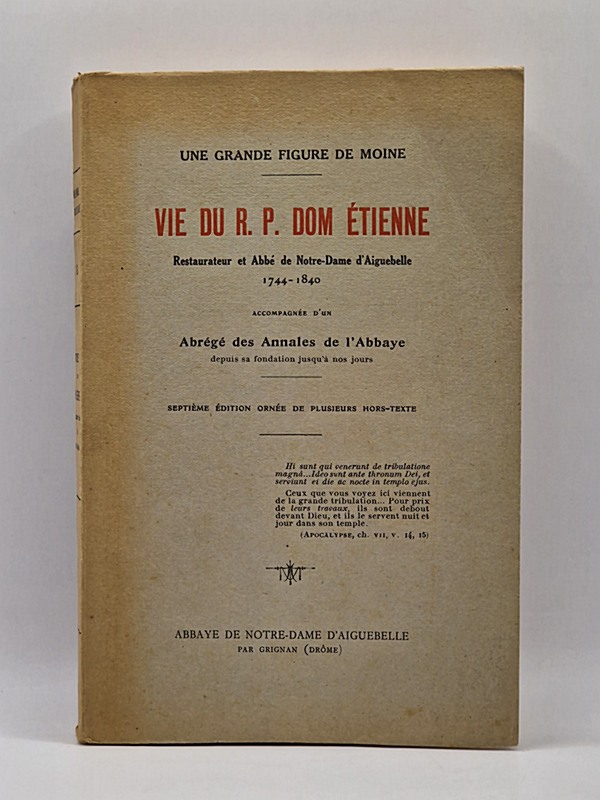 UNE GRANDE FIGURE DE MOINE
VIE DU R. P. DOM ÉTIENNE
Restaurateur et Abbé de Notre-Dame d'Aiguebelle
1744-1840
ACCOMPAGNÉE D'UN
Abrégé des Annales de l'Abbaye
depuis sa fondation jusqu'à nos jours
SEPTIÈME ÉDITION ORNÉE DE PLUSIEURS HORS-TEXTE
Hi sunt qui venerunt de tribulatione
magnâ...Ideo sunt ante thronum Dei, et
serviunt ei die ac nocte in templo ejus.
Ceux que vous voyez ici viennent
de la grande tribulation... Pour prix
de leurs travaux, ils sont debout
devant Dieu, et ils le servent nuit et
jour dans son temple.
(APOCALYPSE, ch. VII, v. 14, 15)
ABBAYE DE NOTRE-DAME D'AIGUEBELLE
PAR GRIGNAN (DRÔME)